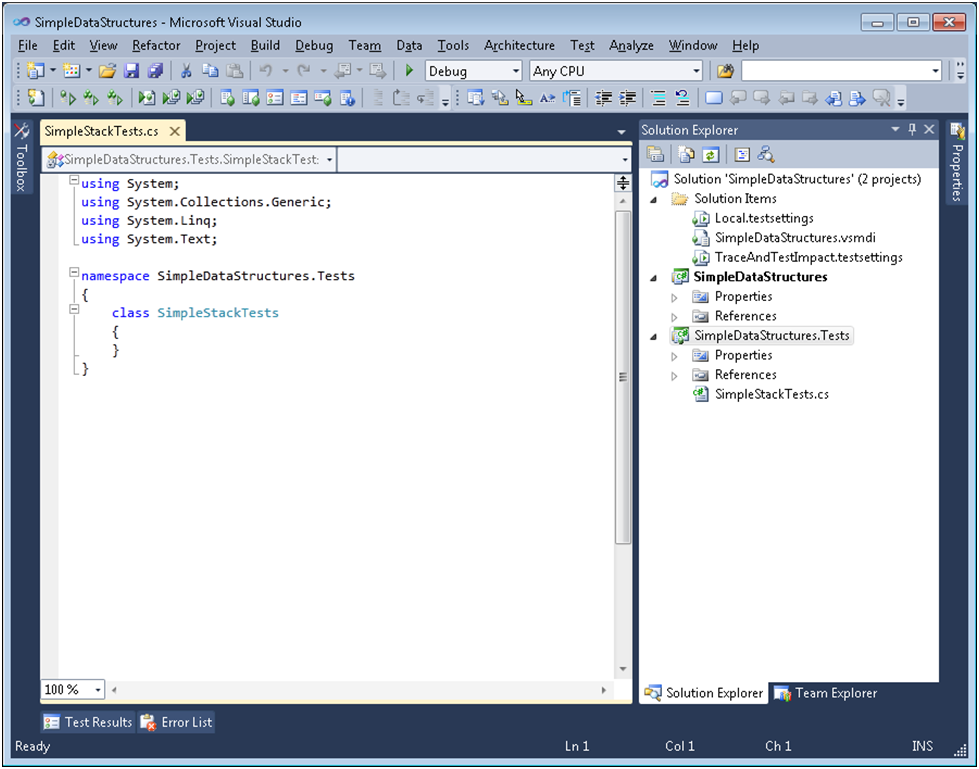 SimpleDataStructures - Microsoft Visual Studio
File Edit View Refactor Project Build Debug Team Data Tools Architecture Test Analyze Window Help
Debug Any CPU
Toolbox
SimpleStackTests.cs
SimpleDataStructures.Tests.SimpleStackTest:
using System;
using System.Collections.Generic;
using System.Linq;
using System.Text;
namespace SimpleDataStructures.Tests
{
class SimpleStackTests
{
}
}
100 %
Solution Explorer
Solution 'SimpleDataStructures' (2 projects)
Solution Items
Local.testsettings
SimpleDataStructures.vsmdi
TraceAndTestImpact.testsettings
SimpleDataStructures
Properties
References
SimpleDataStructures.Tests
Properties
References
SimpleStackTests.cs
Solution Explorer Team Explorer
Properties
Test Results Error List
Ready Ln 1 Col 1 Ch 1 INS